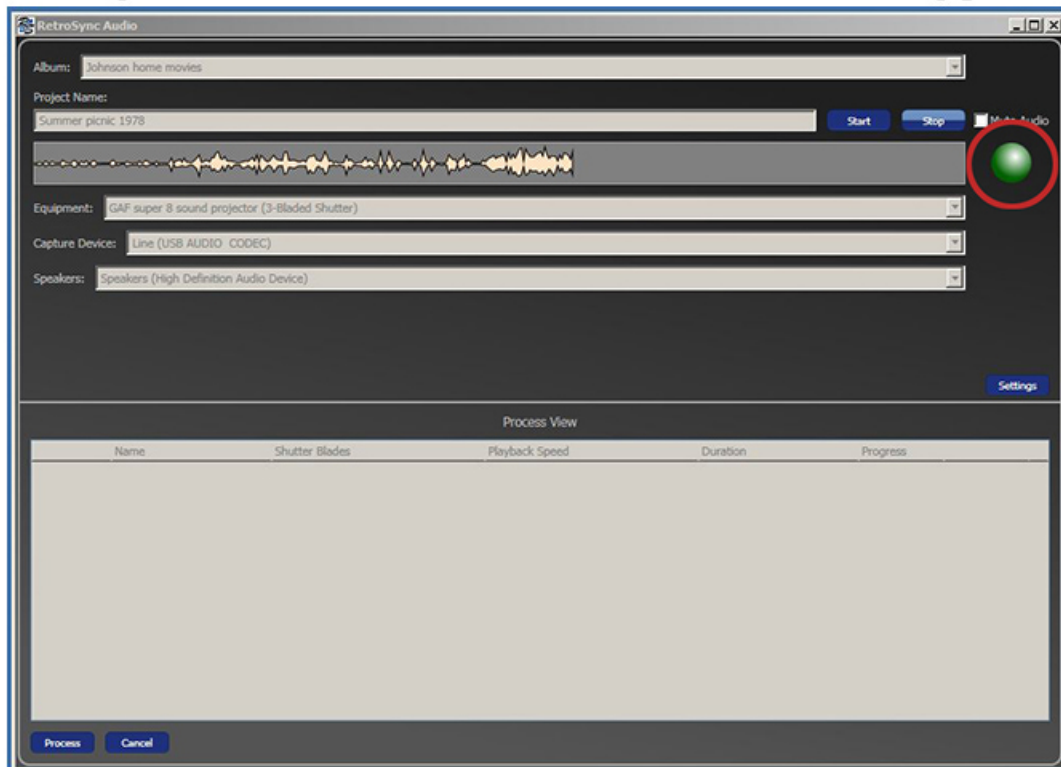 RetroSync Audio
Album: Johnson home movies
Project Name:
Summer picnic 1978 Start Stop Mute Audio
Equipment: GAF super 8 sound projector (3-Bladed Shutter)
Capture Device: Line (USB AUDIO CODEC)
Speakers: Speakers (High Definition Audio Device)
Settings
Process View
Name Shutter Blades Playback Speed Duration Progress
Process Cancel